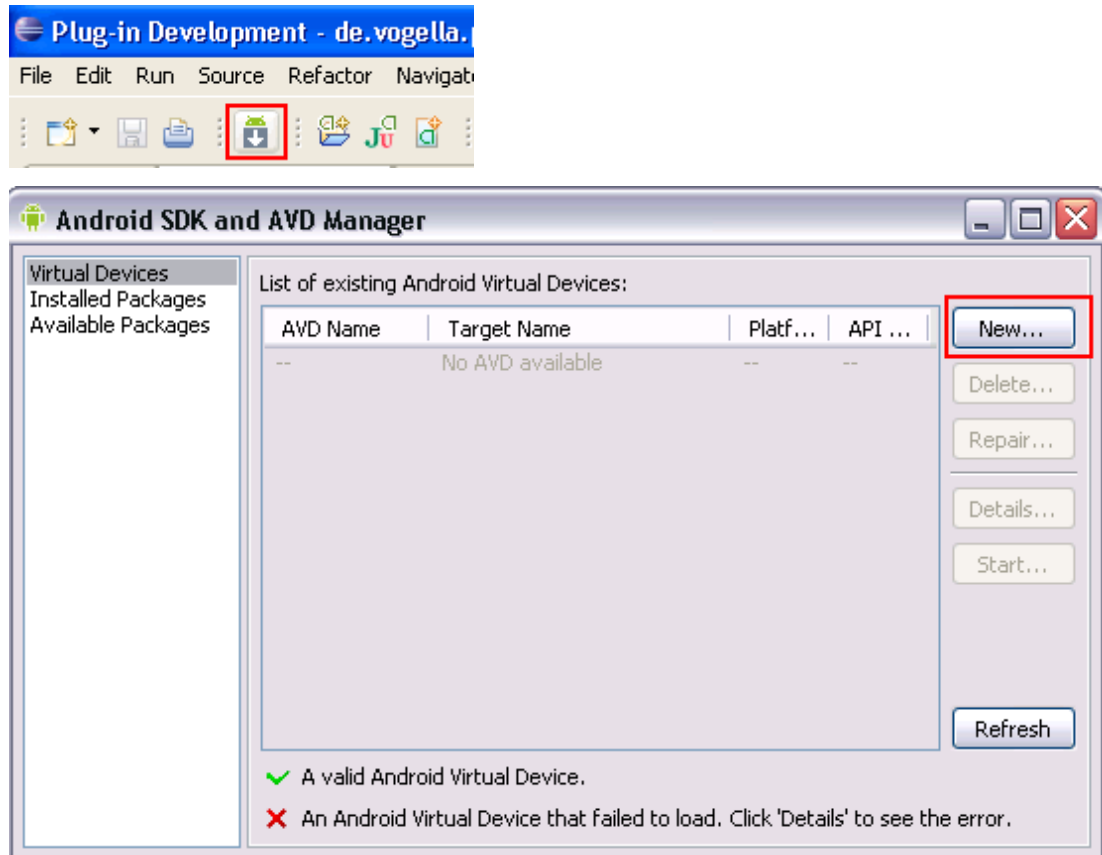 Plug-in Development - de.vogella.
File Edit Run Source Refactor Navigat
Android SDK and AVD Manager
Virtual Devices
Installed Packages
Available Packages
List of existing Android Virtual Devices:
AVD Name Target Name Platf... API ...
-- No AVD available -- --
New...
Delete...
Repair...
Details...
Start...
Refresh
A valid Android Virtual Device.
An Android Virtual Device that failed to load. Click 'Details' to see the error.